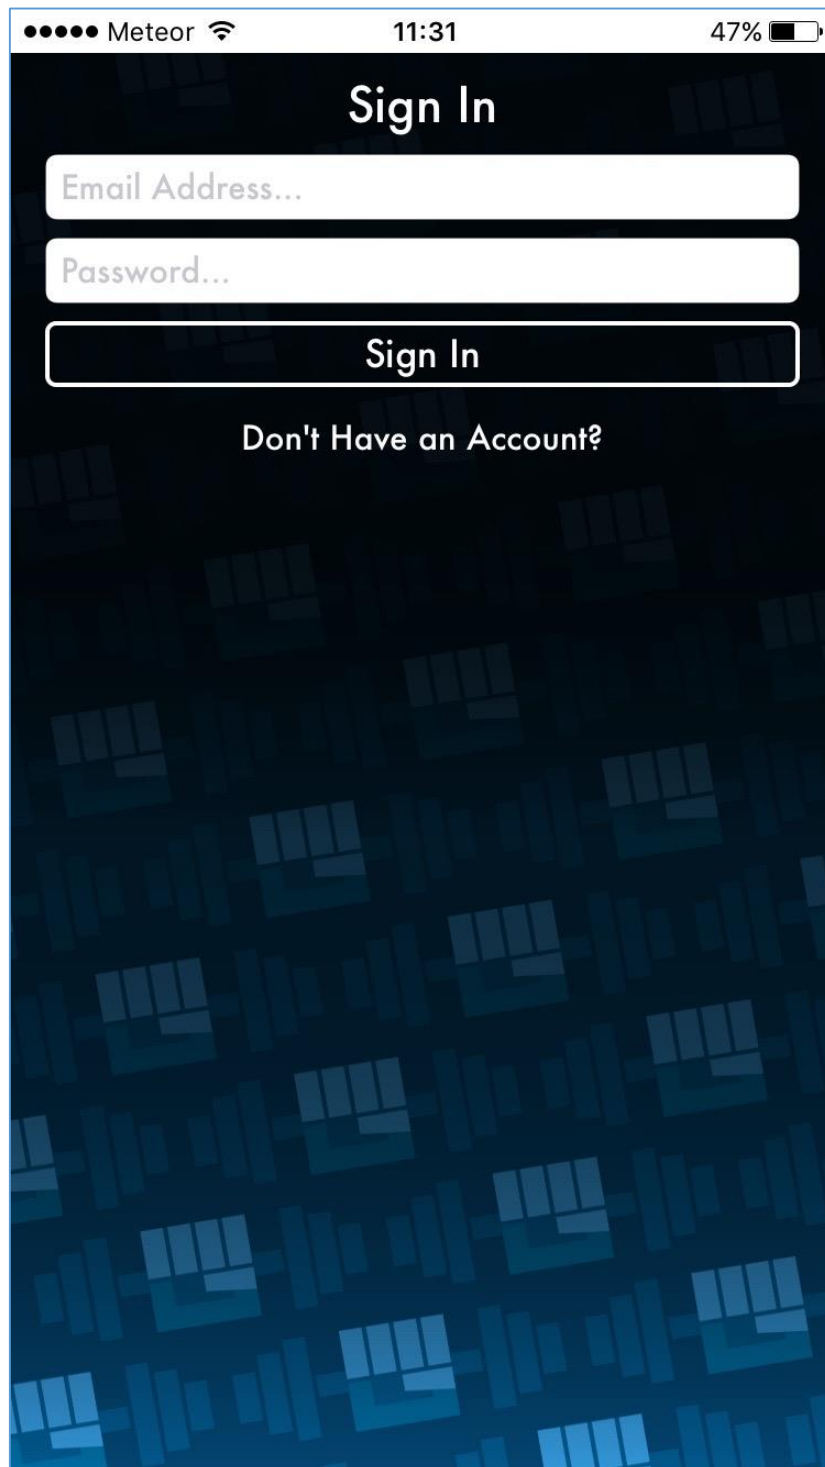 Meteor 11:31 47%
Sign In
Email Address...
Password...
Sign In
Don't Have an Account?